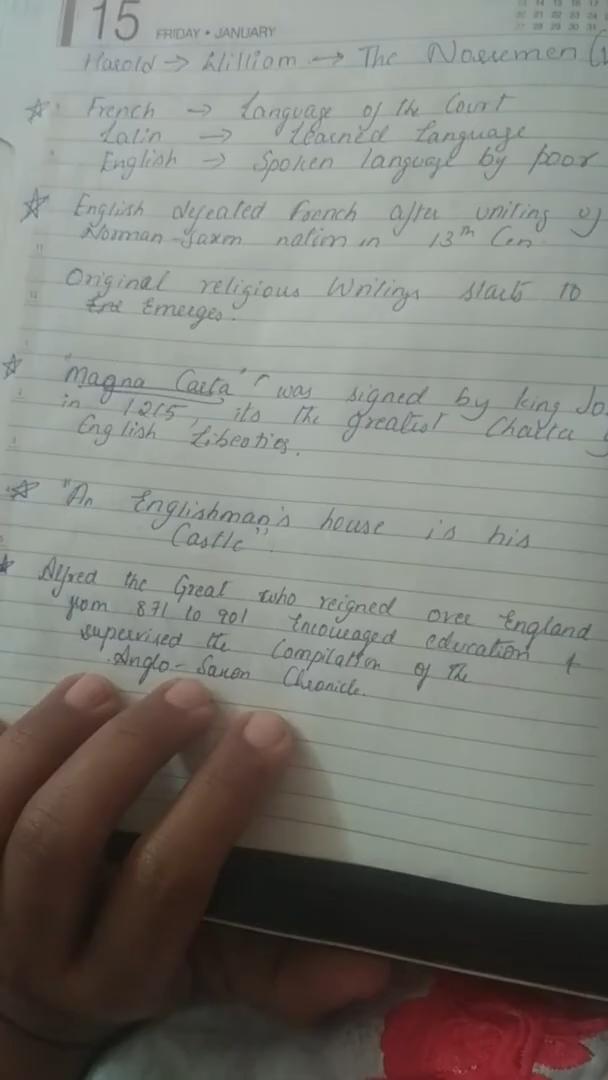 15 FRIDAY • JANUARY
Harold → William → The Noremen (
French → Language of the Court
Latin → Learned Language
English → Spoken language by poor
English defeated French after uniting of
Norman-Saxon nation in 13th Cen
Original religious Writings starts to
Emerges.
"Magna Carta" was signed by king Jo
in 1215, its the greatest Charter
English Liberties.
"An Englishman's house is his
Castle".
Alfred the Great who reigned over England
from 871 to 901 Encouraged education &
supervised the Compilation of The
Anglo-Saxon Chronicle.